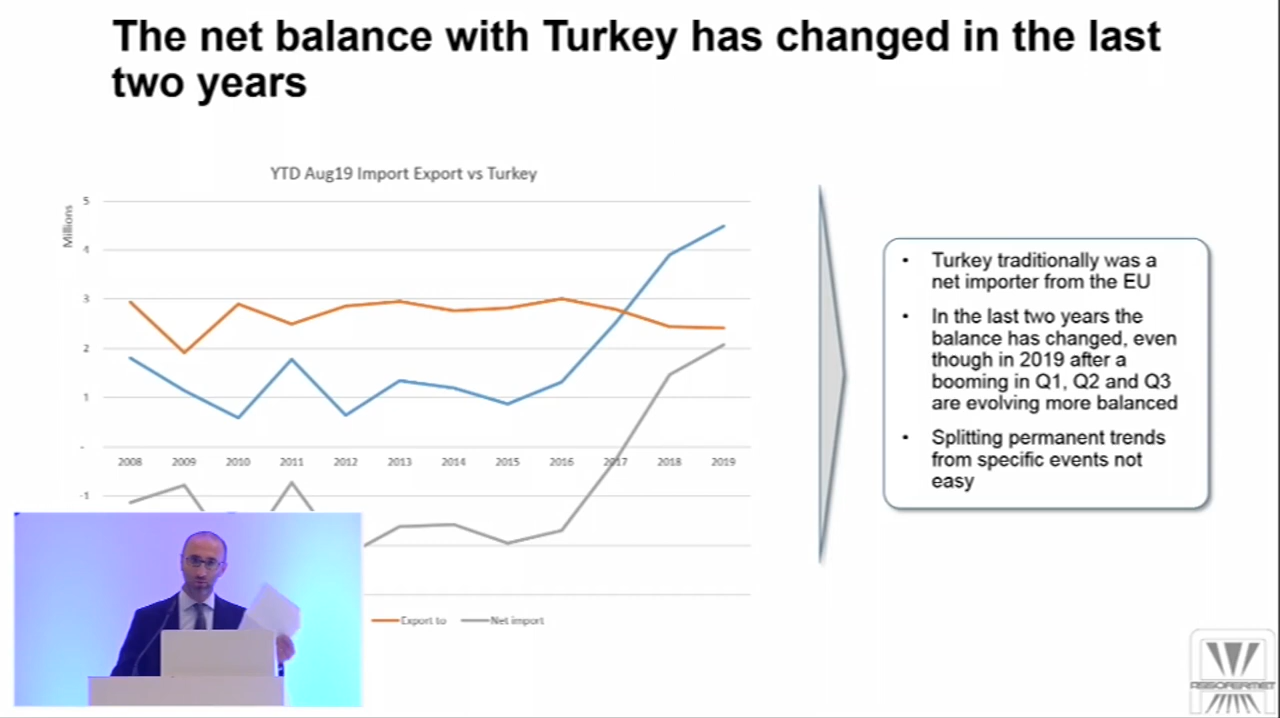 The net balance with Turkey has changed in the last
two years
YTD Aug19 Import Export vs Turkey
Millions
5
4
3
2
1
-
-1
2008 2009 2010 2011 2012 2013 2014 2015 2016 2017 2018 2019
Export to Net import
• Turkey traditionally was a
net importer from the EU
• In the last two years the
balance has changed, even
though in 2019 after a
booming in Q1, Q2 and Q3
are evolving more balanced
• Splitting permanent trends
from specific events not
easy
ASSOFERMET